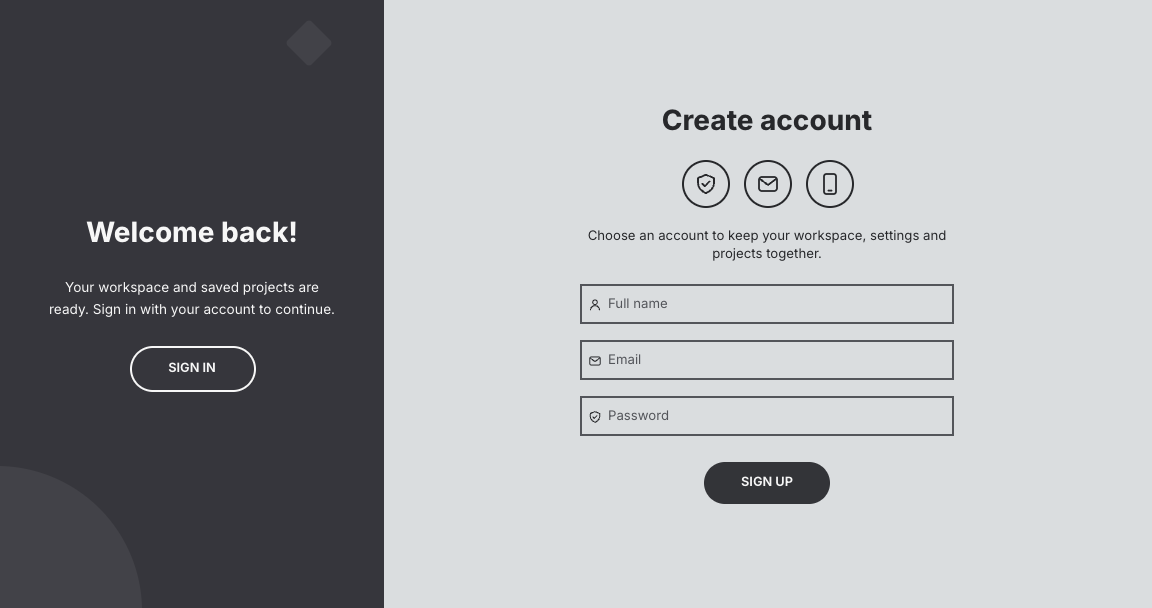 Welcome back!
Your workspace and saved projects are
ready. Sign in with your account to continue.
SIGN IN
Create account
Choose an account to keep your workspace, settings and
projects together.
Full name
Email
Password
SIGN UP